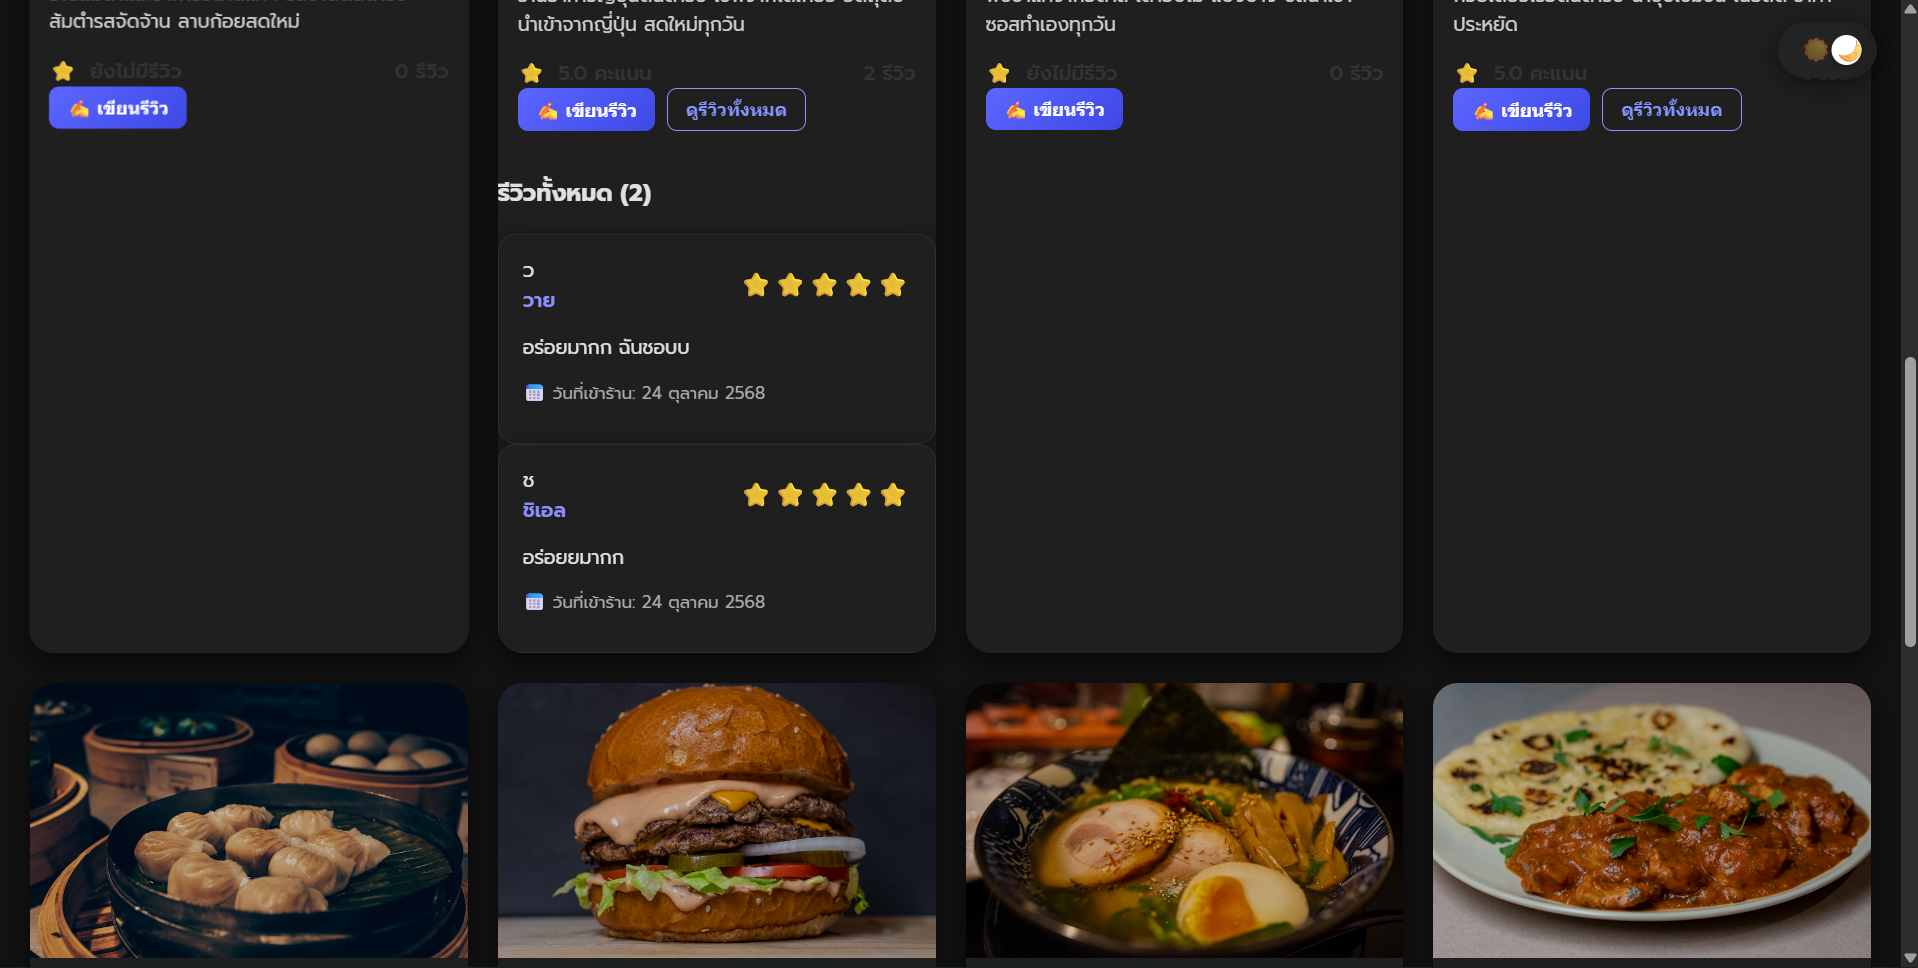 ส้มตำรสจัดจ้าน ลาบก้อยสดใหม่
ยังไม่มีรีวิว
0 รีวิว
เขียนรีวิว
นำเข้าจากญี่ปุ่น สดใหม่ทุกวัน
5.0 คะแนน
2 รีวิว
เขียนรีวิว
ดูรีวิวทั้งหมด
รีวิวทั้งหมด (2)
ว
วาย
อร่อยมากก ฉันชอบบ
วันที่เข้าร้าน: 24 ตุลาคม 2568
ช
ชิเอล
อร่อยยมากก
วันที่เข้าร้าน: 24 ตุลาคม 2568
ซอสทำเองทุกวัน
ยังไม่มีรีวิว
0 รีวิว
เขียนรีวิว
ประหยัด
5.0 คะแนน
เขียนรีวิว
ดูรีวิวทั้งหมด